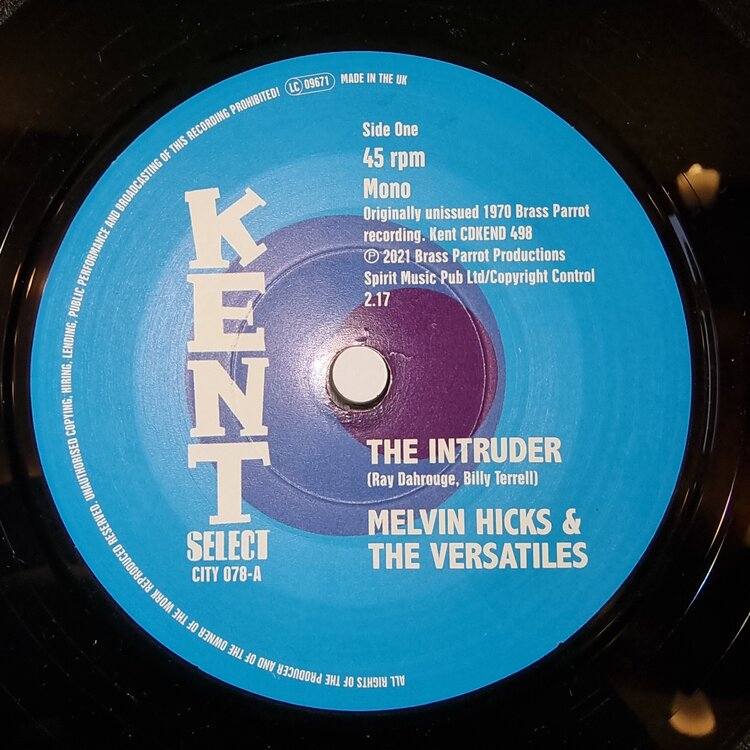 ALL RIGHTS OF THE PRODUCER AND OF THE OWNER OF THE WORK REPRODUCED RESERVED. UNAUTHORISED COPYING, HIRING, LENDING, PUBLIC PERFORMANCE AND BROADCASTING OF THIS RECORDING PROHIBITED! LC 09671 MADE IN THE UK
Side One
45 rpm
Mono
Originally unissued 1970 Brass Parrot
recording. Kent CDKEND 498
℗ 2021 Brass Parrot Productions
Spirit Music Pub Ltd/Copyright Control
2.17
KENT
SELECT
CITY 078-A
THE INTRUDER
(Ray Dahrouge, Billy Terrell)
MELVIN HICKS &
THE VERSATILES